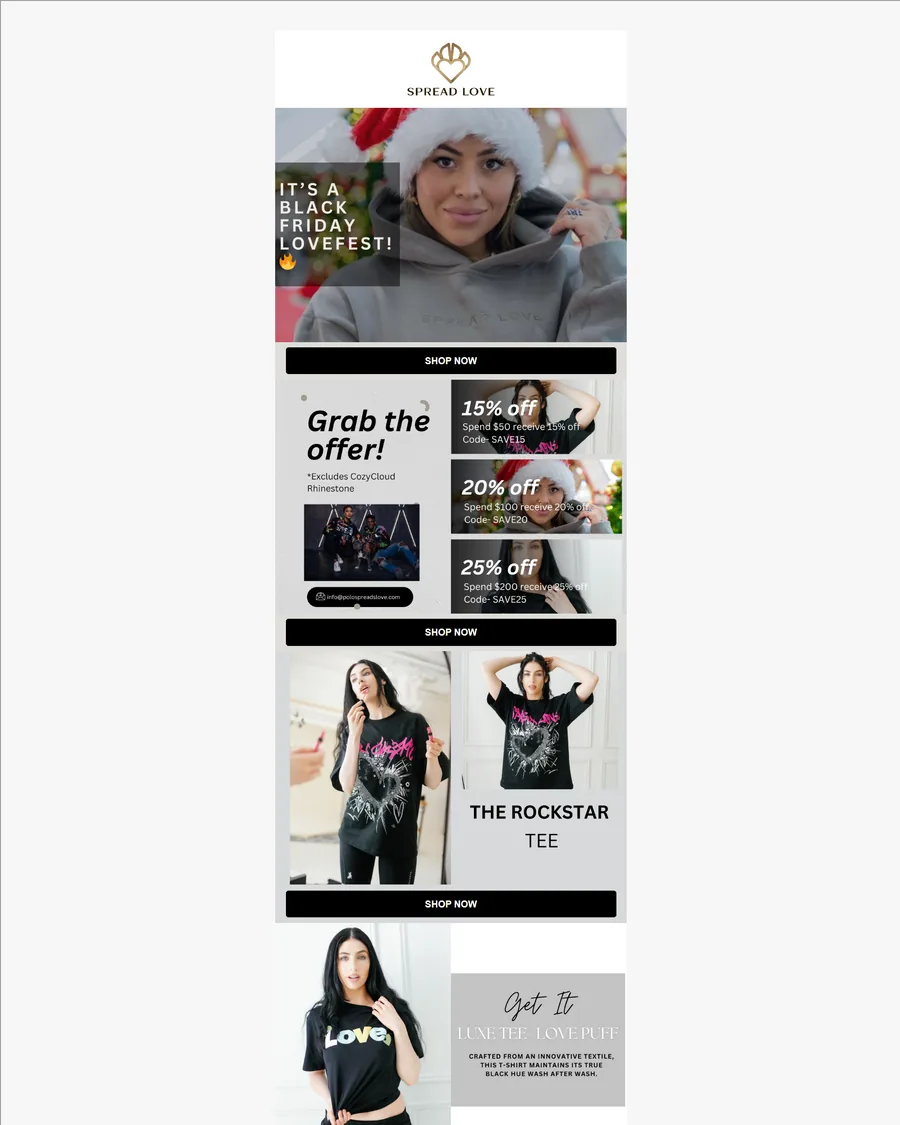 SPREAD LOVE
IT'S A
BLACK
FRIDAY
LOVEFEST!
🔥
SPREAD LOVE
SHOP NOW
Grab the
offer!
*Excludes CozyCloud
Rhinestone
info@polospreadslove.com
15% off
Spend $50 receive 15% off
Code- SAVE15
20% off
Spend $100 receive 20% off
Code- SAVE20
25% off
Spend $200 receive 25% off
Code- SAVE25
SHOP NOW
THE ROCKSTAR
TEE
SHOP NOW
Love
Get It
LUXE TEE LOVE PUFF
CRAFTED FROM AN INNOVATIVE TEXTILE,
THIS T-SHIRT MAINTAINS ITS TRUE
BLACK HUE WASH AFTER WASH.